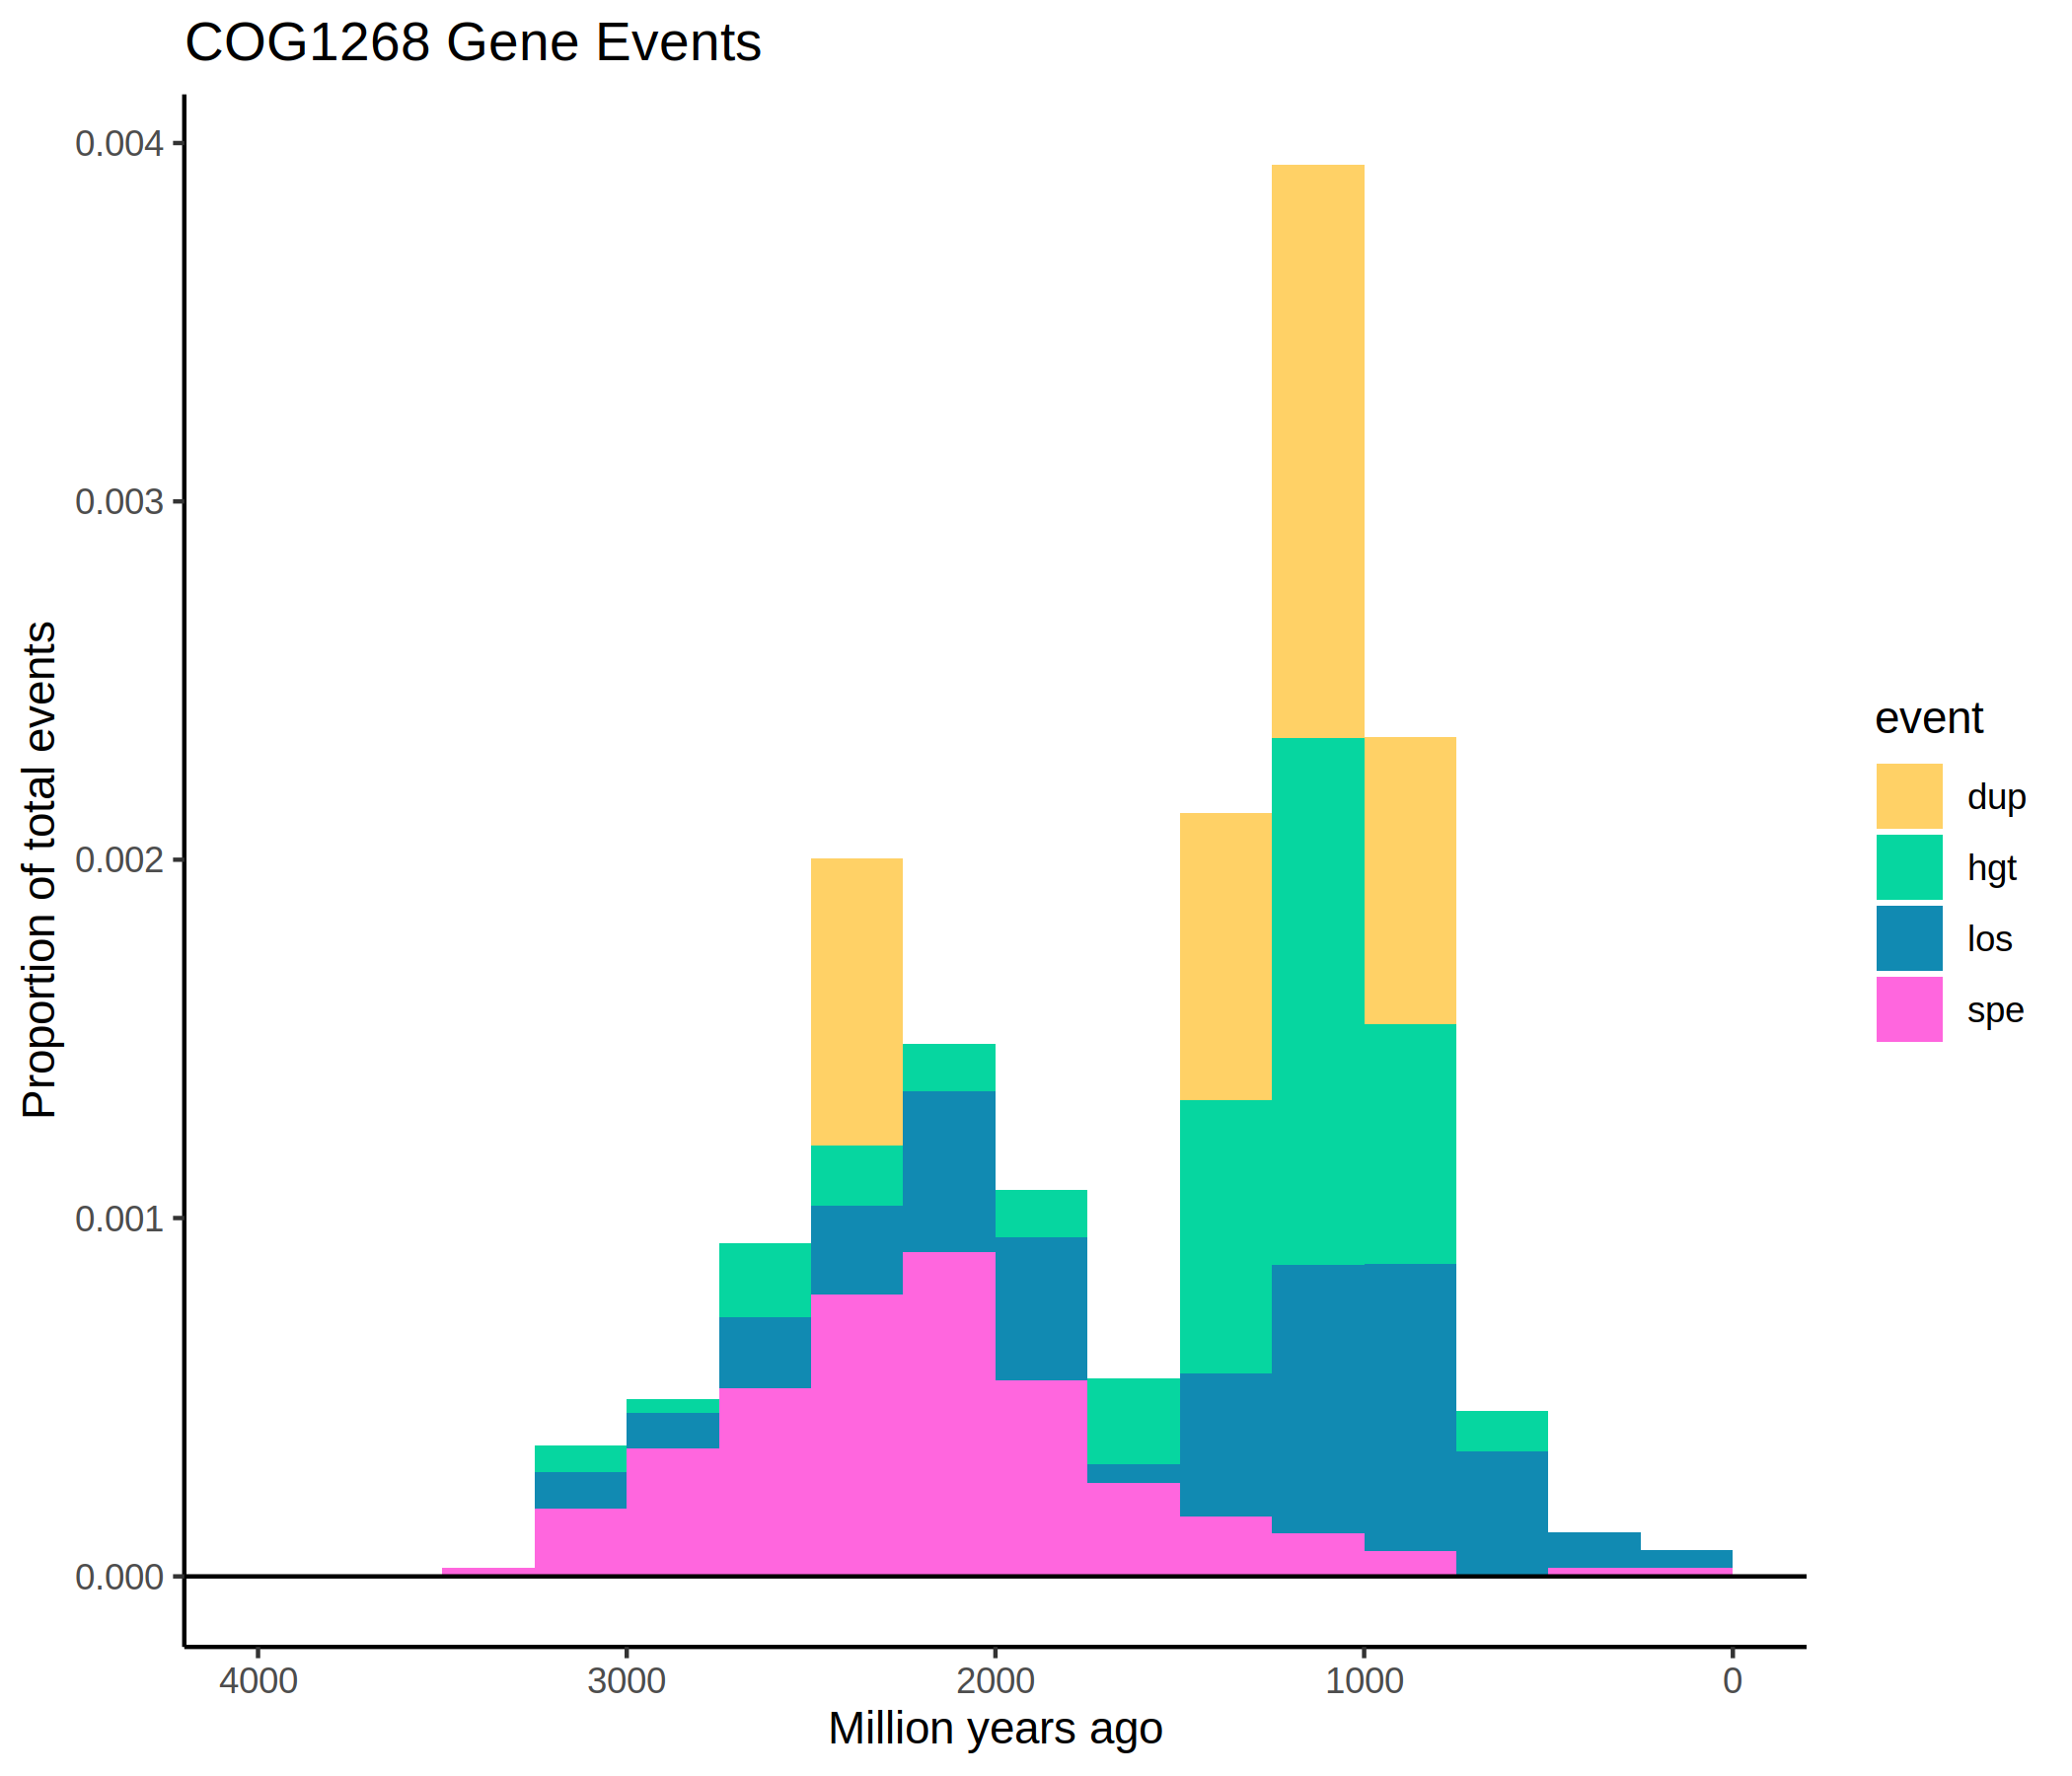 COG1268 Gene Events
Proportion of total events
0.004
0.003
0.002
0.001
0.000
4000 3000 2000 1000 0
Million years ago
event
dup
hgt
los
spe